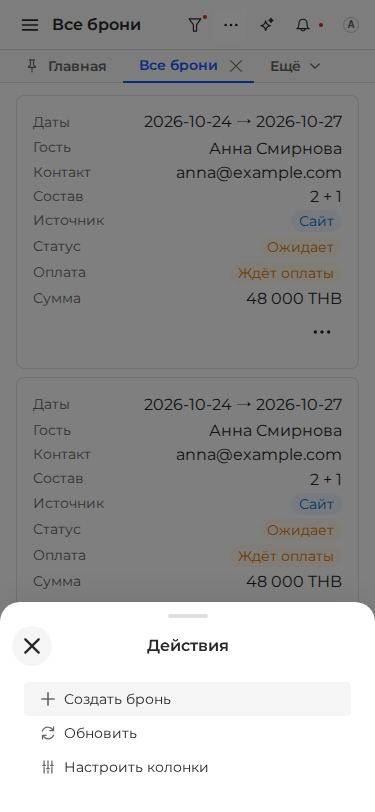 Все брони
A
Главная Все брони Ещё
Даты 2026-10-24 → 2026-10-27
Гость Анна Смирнова
Контакт anna@example.com
Состав 2 + 1
Источник Сайт
Статус Ожидает
Оплата Ждёт оплаты
Сумма 48 000 THB
Даты 2026-10-24 → 2026-10-27
Гость Анна Смирнова
Контакт anna@example.com
Состав 2 + 1
Источник Сайт
Статус Ожидает
Оплата Ждёт оплаты
Сумма 48 000 THB
Действия
Создать бронь
Обновить
Настроить колонки